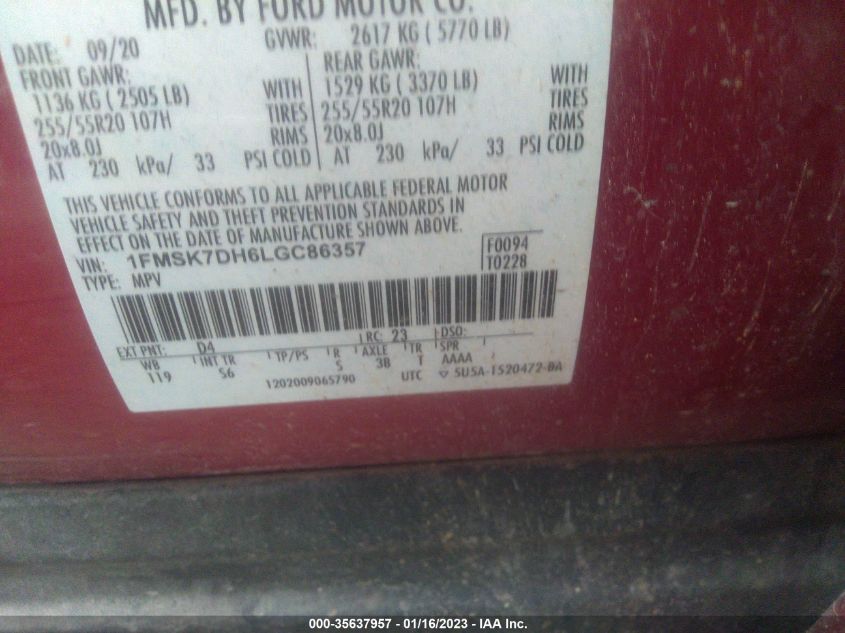 MFD. BY FORD MOTOR CO.
DATE: 09/20 GVWR: 2617 KG ( 5770 LB)
FRONT GAWR: REAR GAWR:
1136 KG ( 2505 LB) WITH 1529 KG ( 3370 LB) WITH
255/55R20 107H TIRES 255/55R20 107H TIRES
20x8.0J RIMS 20x8.0J RIMS
AT 230 kPa/ 33 PSI COLD AT 230 kPa/ 33 PSI COLD
THIS VEHICLE CONFORMS TO ALL APPLICABLE FEDERAL MOTOR
VEHICLE SAFETY AND THEFT PREVENTION STANDARDS IN
EFFECT ON THE DATE OF MANUFACTURE SHOWN ABOVE.
VIN: 1FMSK7DH6LGC86357 F0094
TYPE: MPV T0228
EXT PNT: D4 RC: 23 DSO:
WB INT TR TP/PS R AXLE TR SPR
119 S6 S 3B T AAAA
1202009065790 UTC ▽ 5U5A-1520472-BA
000-35637957 - 01/16/2023 - IAA Inc.